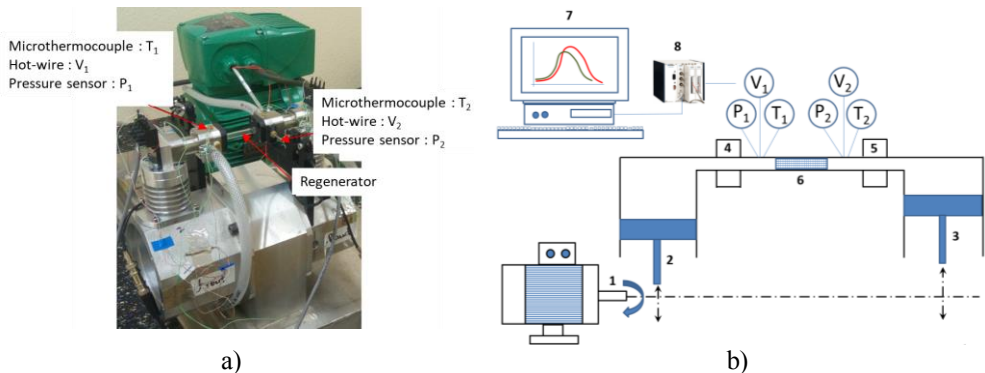 Microthermocouple : T1
Hot-wire : V1
Pressure sensor : P1
Microthermocouple : T2
Hot-wire : V2
Pressure sensor : P2
Regenerator
7
8
V1
V2
P1
T1
P2
T2
4
5
6
2
3
1
a)
b)